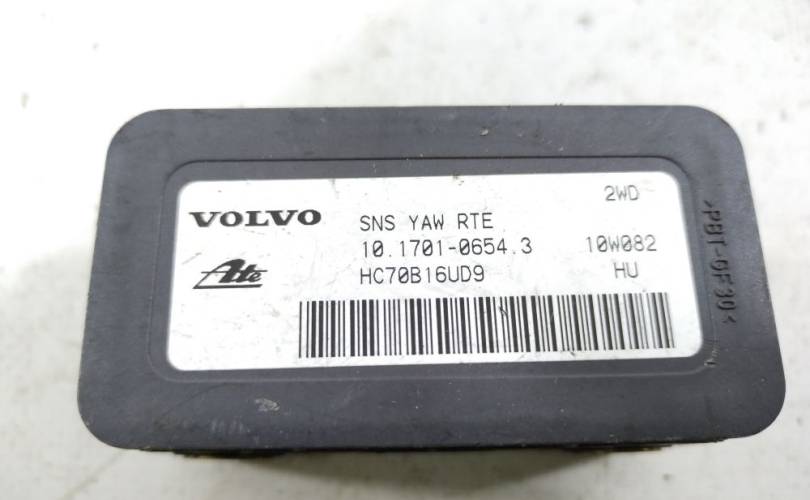 2WD
VOLVO SNS YAW RTE
10.1701-0654.3 10W082
Ate HC70B16UD9 HU
>PBT-GF30<